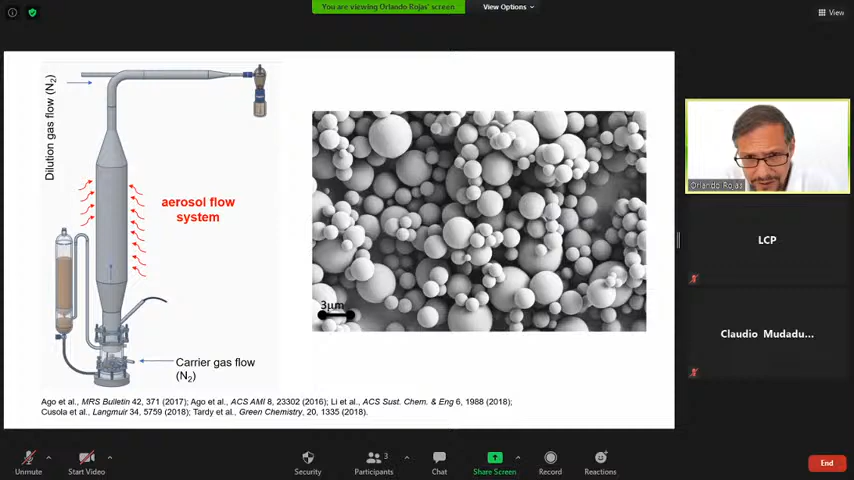 You are viewing Orlando Rojas' screen
View Options
View
Dilution gas flow (N2)
aerosol flow
system
3µm
Carrier gas flow
(N2)
Ago et al., MRS Bulletin 42, 371 (2017); Ago et al., ACS AMI 8, 23302 (2016); Li et al., ACS Sust. Chem. & Eng 6, 1988 (2018);
Cusola et al., Langmuir 34, 5759 (2018); Tardy et al., Green Chemistry, 20, 1335 (2018).
Orlando Rojas
LCP
Claudio Mudadu...
Unmute
Start Video
Security
3
Participants
Chat
Share Screen
Record
Reactions
End